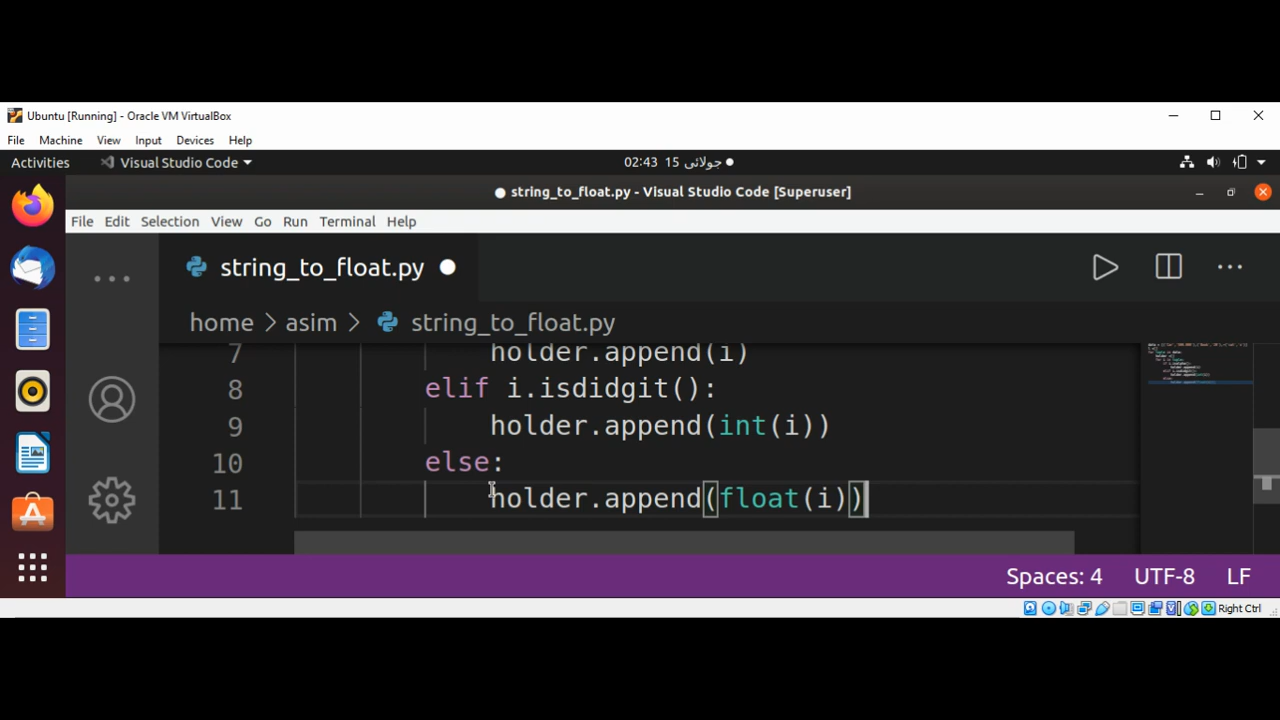 Ubuntu [Running] - Oracle VM VirtualBox
File Machine View Input Devices Help
Activities Visual Studio Code 02:43 15 جولائی
string_to_float.py - Visual Studio Code [Superuser]
File Edit Selection View Go Run Terminal Help
string_to_float.py
home > asim > string_to_float.py
7 holder.append(i)
8 elif i.isdidgit():
9 holder.append(int(i))
10 else:
11 holder.append(float(i))
Spaces: 4 UTF-8 LF
Right Ctrl